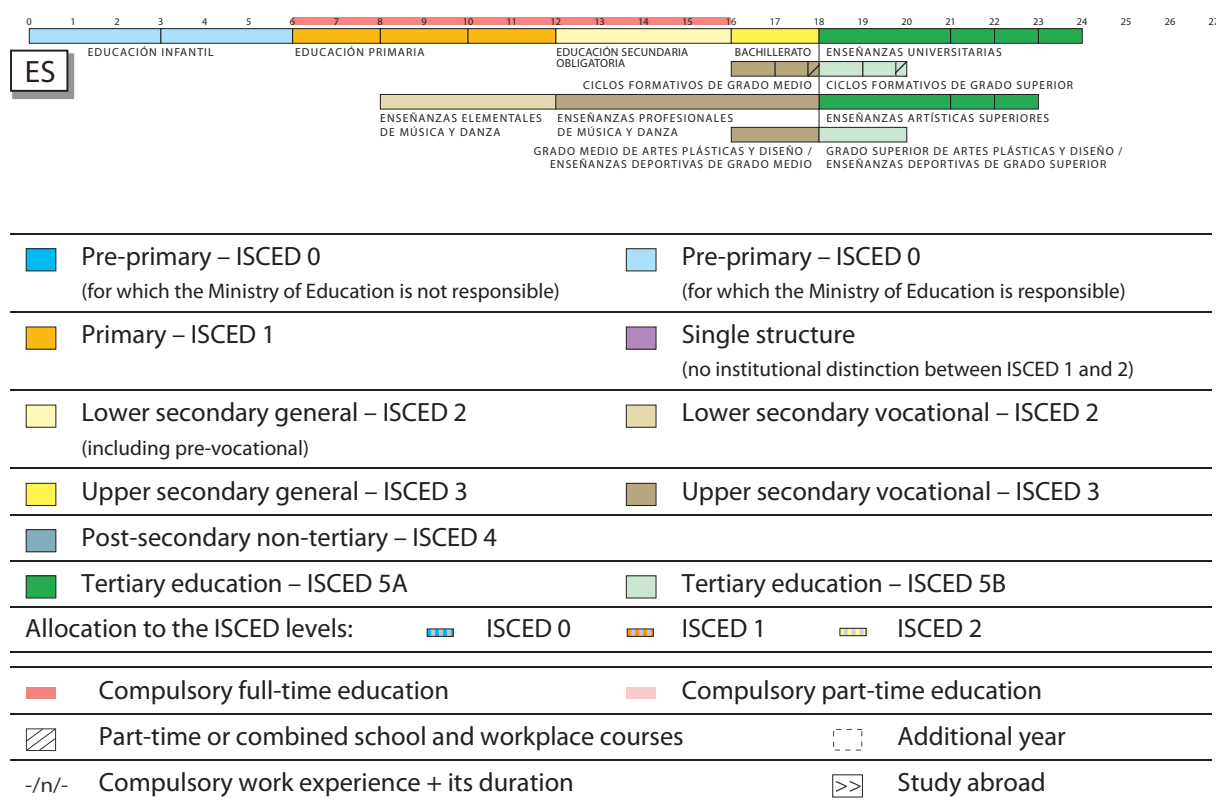 0 1 2 3 4 5 6 7 8 9 10 11 12 13 14 15 16 17 18 19 20 21 22 23 24 25 26 27
ES
EDUCACIÓN INFANTIL EDUCACIÓN PRIMARIA EDUCACIÓN SECUNDARIA BACHILLERATO ENSEÑANZAS UNIVERSITARIAS
OBLIGATORIA
CICLOS FORMATIVOS DE GRADO MEDIO CICLOS FORMATIVOS DE GRADO SUPERIOR
ENSEÑANZAS ELEMENTALES ENSEÑANZAS PROFESIONALES ENSEÑANZAS ARTÍSTICAS SUPERIORES
DE MÚSICA Y DANZA DE MÚSICA Y DANZA
GRADO MEDIO DE ARTES PLÁSTICAS Y DISEÑO / GRADO SUPERIOR DE ARTES PLÁSTICAS Y DISEÑO /
ENSEÑANZAS DEPORTIVAS DE GRADO MEDIO ENSEÑANZAS DEPORTIVAS DE GRADO SUPERIOR
Pre-primary – ISCED 0 Pre-primary – ISCED 0
(for which the Ministry of Education is not responsible) (for which the Ministry of Education is responsible)
Primary – ISCED 1 Single structure
(no institutional distinction between ISCED 1 and 2)
Lower secondary general – ISCED 2 Lower secondary vocational – ISCED 2
(including pre-vocational)
Upper secondary general – ISCED 3 Upper secondary vocational – ISCED 3
Post-secondary non-tertiary – ISCED 4
Tertiary education – ISCED 5A Tertiary education – ISCED 5B
Allocation to the ISCED levels: ISCED 0 ISCED 1 ISCED 2
Compulsory full-time education Compulsory part-time education
Part-time or combined school and workplace courses Additional year
-/n/- Compulsory work experience + its duration >> Study abroad